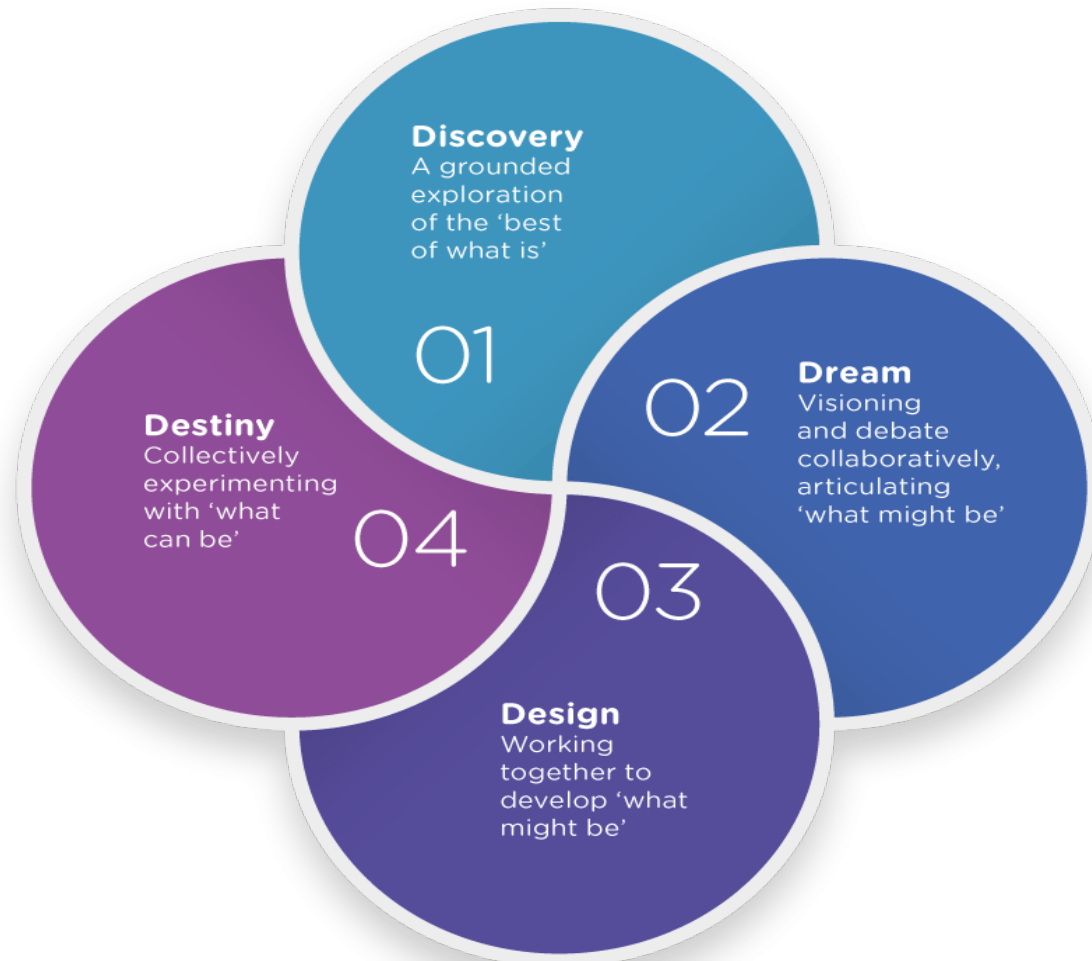 Discovery
A grounded
exploration
of the ‘best
of what is’
01
02
Dream
Visioning
and debate
collaboratively,
articulating
‘what might be’
03
Design
Working
together to
develop ‘what
might be’
Destiny
Collectively
experimenting
with ‘what
can be’
04